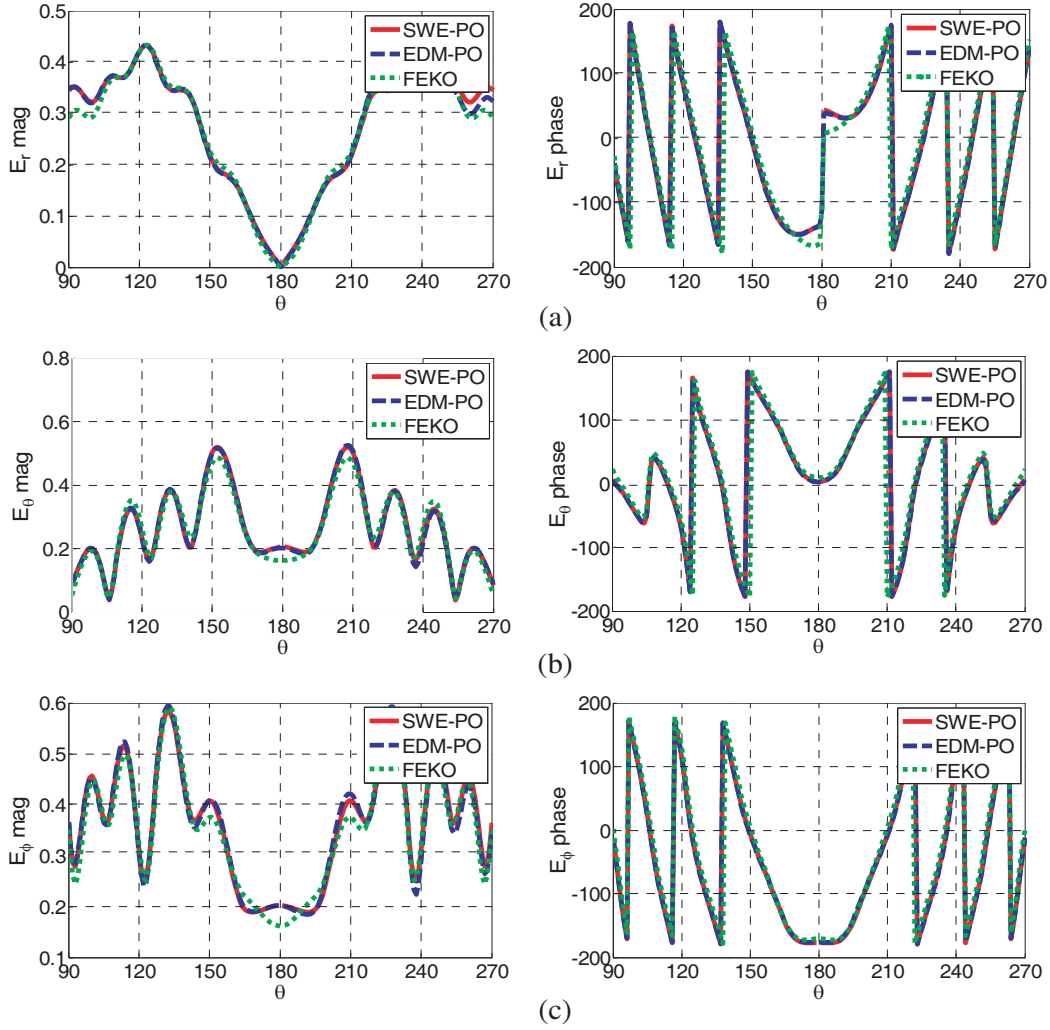 0.5
0.4
0.3
0.2
0.1
0
E_r mag
SWE-PO
EDM-PO
FEKO
90 120 150 180 210 240 270
θ
200
100
0
-100
-200
E_r phase
SWE-PO
EDM-PO
FEKO
90 120 150 180 210 240 270
θ
(a)
0.8
0.6
0.4
0.2
0
E_θ mag
SWE-PO
EDM-PO
FEKO
90 120 150 180 210 240 270
θ
200
100
0
-100
-200
E_θ phase
SWE-PO
EDM-PO
FEKO
90 120 150 180 210 240 270
θ
(b)
0.6
0.5
0.4
0.3
0.2
0.1
E_ϕ mag
SWE-PO
EDM-PO
FEKO
90 120 150 180 210 240 270
θ
200
100
0
-100
-200
E_ϕ phase
SWE-PO
EDM-PO
FEKO
90 120 150 180 210 240 270
θ
(c)